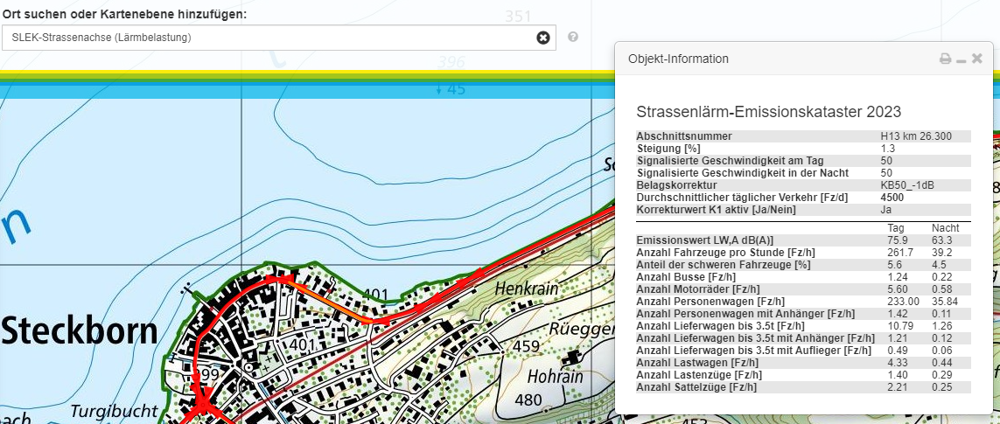 Ort suchen oder Kartenebene hinzufügen:
351
SLEK-Strassenachse (Lärmbelastung)
396
45
Objekt-Information
Strassenlärm-Emissionskataster 2023
Abschnittsnummer H13 km 26.300
Steigung [%] 1.3
Signalisierte Geschwindigkeit am Tag 50
Signalisierte Geschwindigkeit in der Nacht 50
Belagskorrektur KB50_-1dB
Durchschnittlicher täglicher Verkehr [Fz/d] 4500
Korrekturwert K1 aktiv [Ja/Nein] Ja
Tag Nacht
Emissionswert LW,A dB(A)] 75.9 63.3
Anzahl Fahrzeuge pro Stunde [Fz/h] 261.7 39.2
Anteil der schweren Fahrzeuge [%] 5.6 4.5
Anzahl Busse [Fz/h] 1.24 0.22
Anzahl Motorräder [Fz/h] 5.60 0.58
Anzahl Personenwagen [Fz/h] 233.00 35.84
Anzahl Personenwagen mit Anhänger [Fz/h] 1.42 0.11
Anzahl Lieferwagen bis 3.5t [Fz/h] 10.79 1.26
Anzahl Lieferwagen bis 3.5t mit Anhänger [Fz/h] 1.21 0.12
Anzahl Lieferwagen bis 3.5t mit Auflieger [Fz/h] 0.49 0.06
Anzahl Lastwagen [Fz/h] 4.33 0.44
Anzahl Lastenzüge [Fz/h] 1.40 0.29
Anzahl Sattelzüge [Fz/h] 2.21 0.25
n
401
Henkrain
Steckborn
401
459
Hohrain
480
Turgibucht